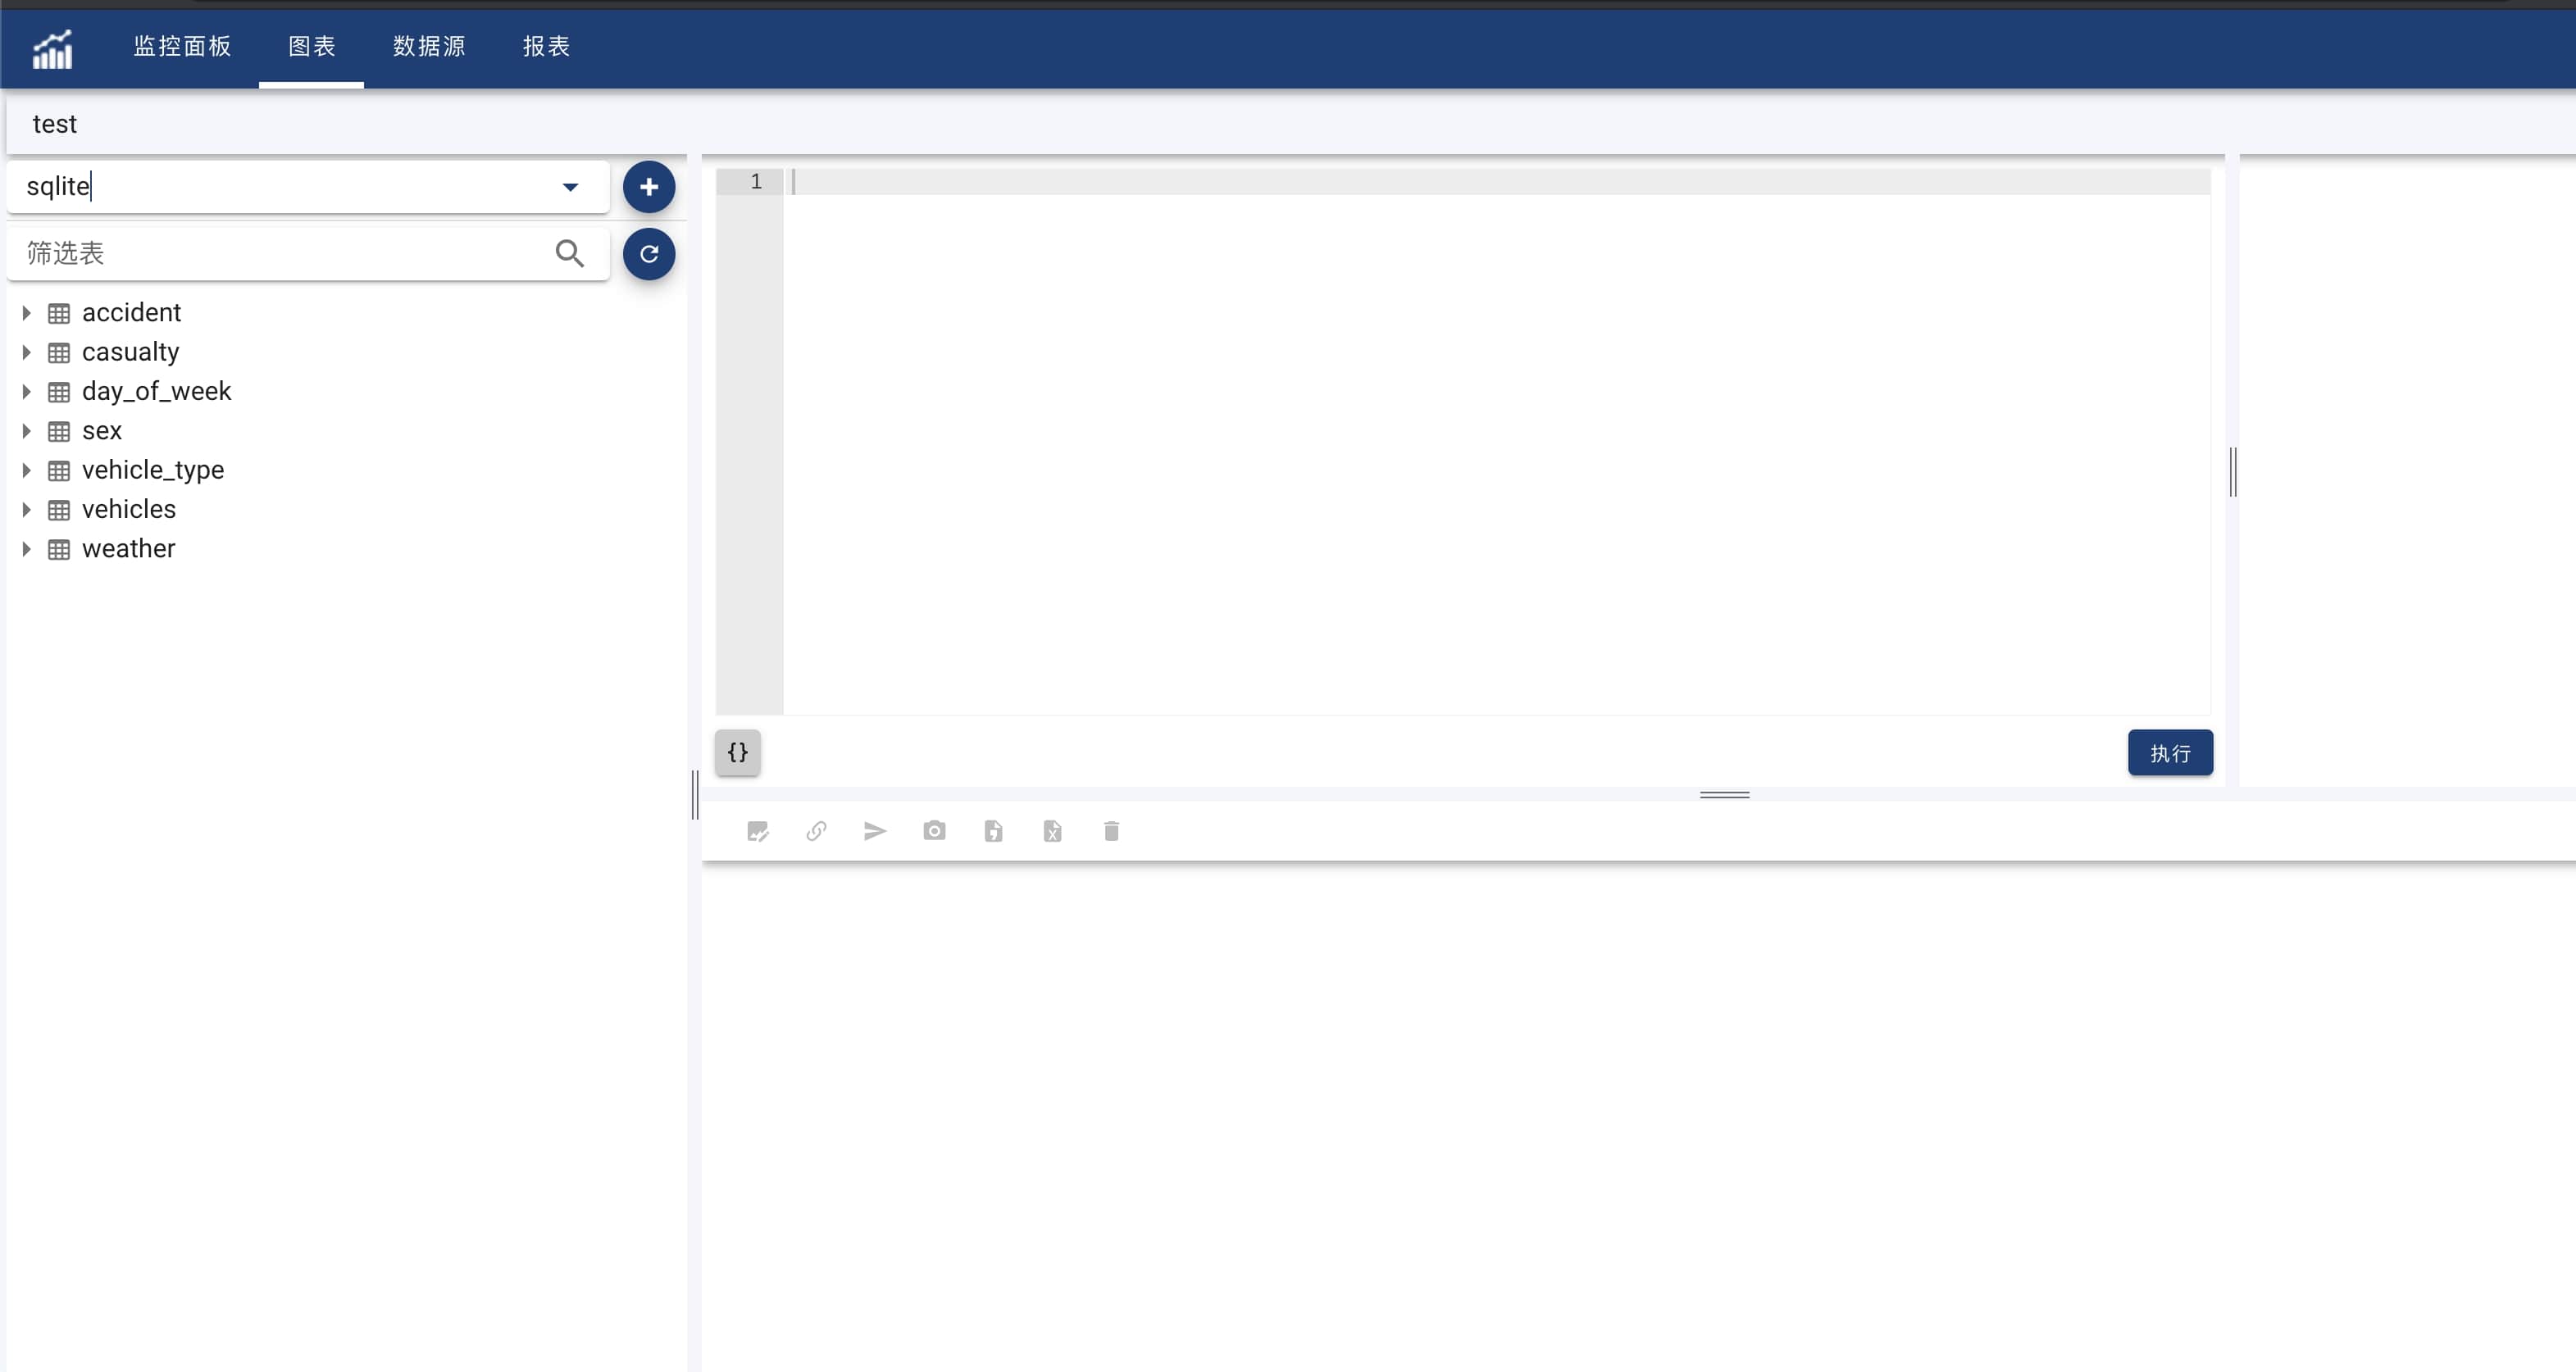 监控面板 图表 数据源 报表
test
sqlite
筛选表
accident
casualty
day_of_week
sex
vehicle_type
vehicles
weather
1
{}
执行